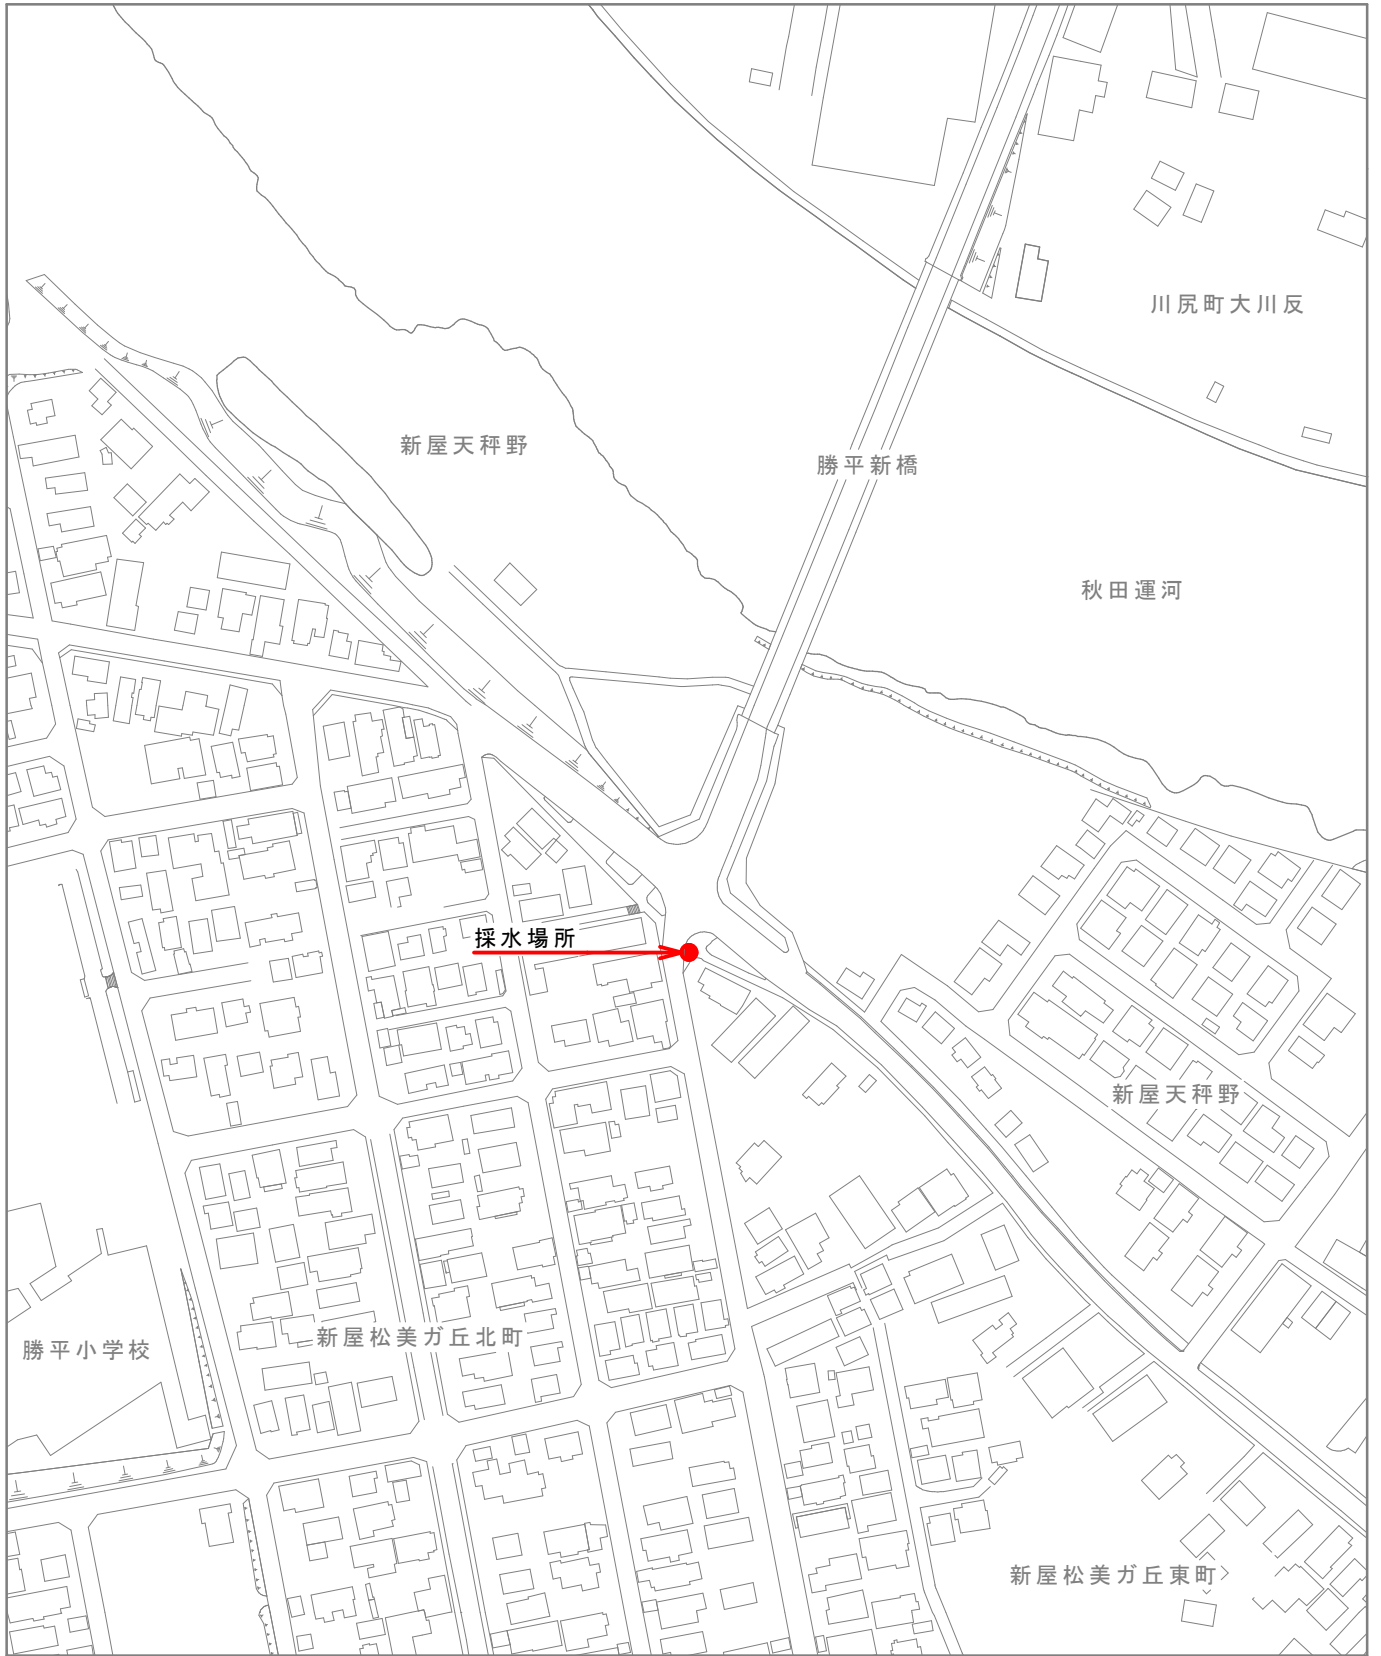 川尻町大川反
新屋天秤野
勝平新橋
秋田運河
採水場所
新屋天秤野
新屋松美ガ丘北町
勝平小学校
新屋松美ガ丘東町